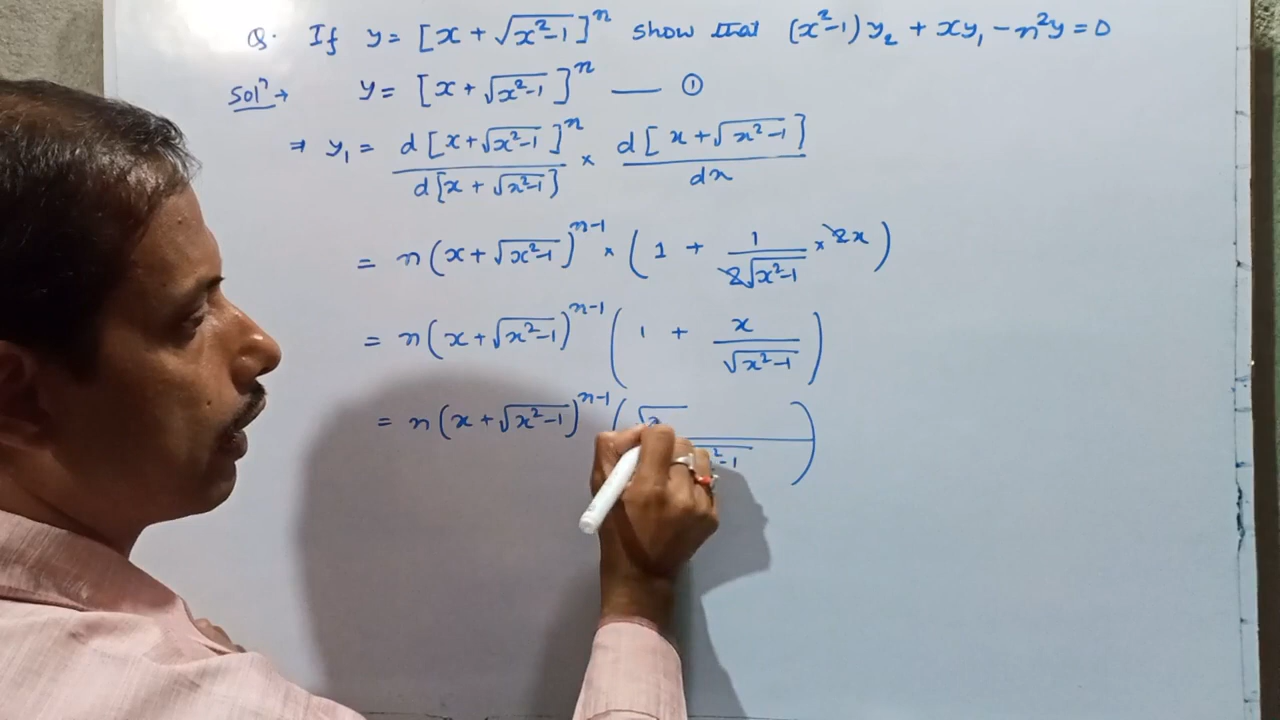 Q. If y = [x + √(x²-1)]ⁿ show that (x²-1) y₂ + xy₁ - n²y = 0
Solⁿ → y = [x + √(x²-1)]ⁿ — ①
⇒ y₁ = d[x+√(x²-1)]ⁿ / d[x + √(x²-1)] × d[x + √(x²-1)] / dx
= n(x + √(x²-1))ⁿ⁻¹ × (1 + 1/(2√(x²-1)) × 2x)
= n(x + √(x²-1))ⁿ⁻¹ (1 + x/√(x²-1))
= n(x + √(x²-1))ⁿ⁻¹ (√x / ²-1)